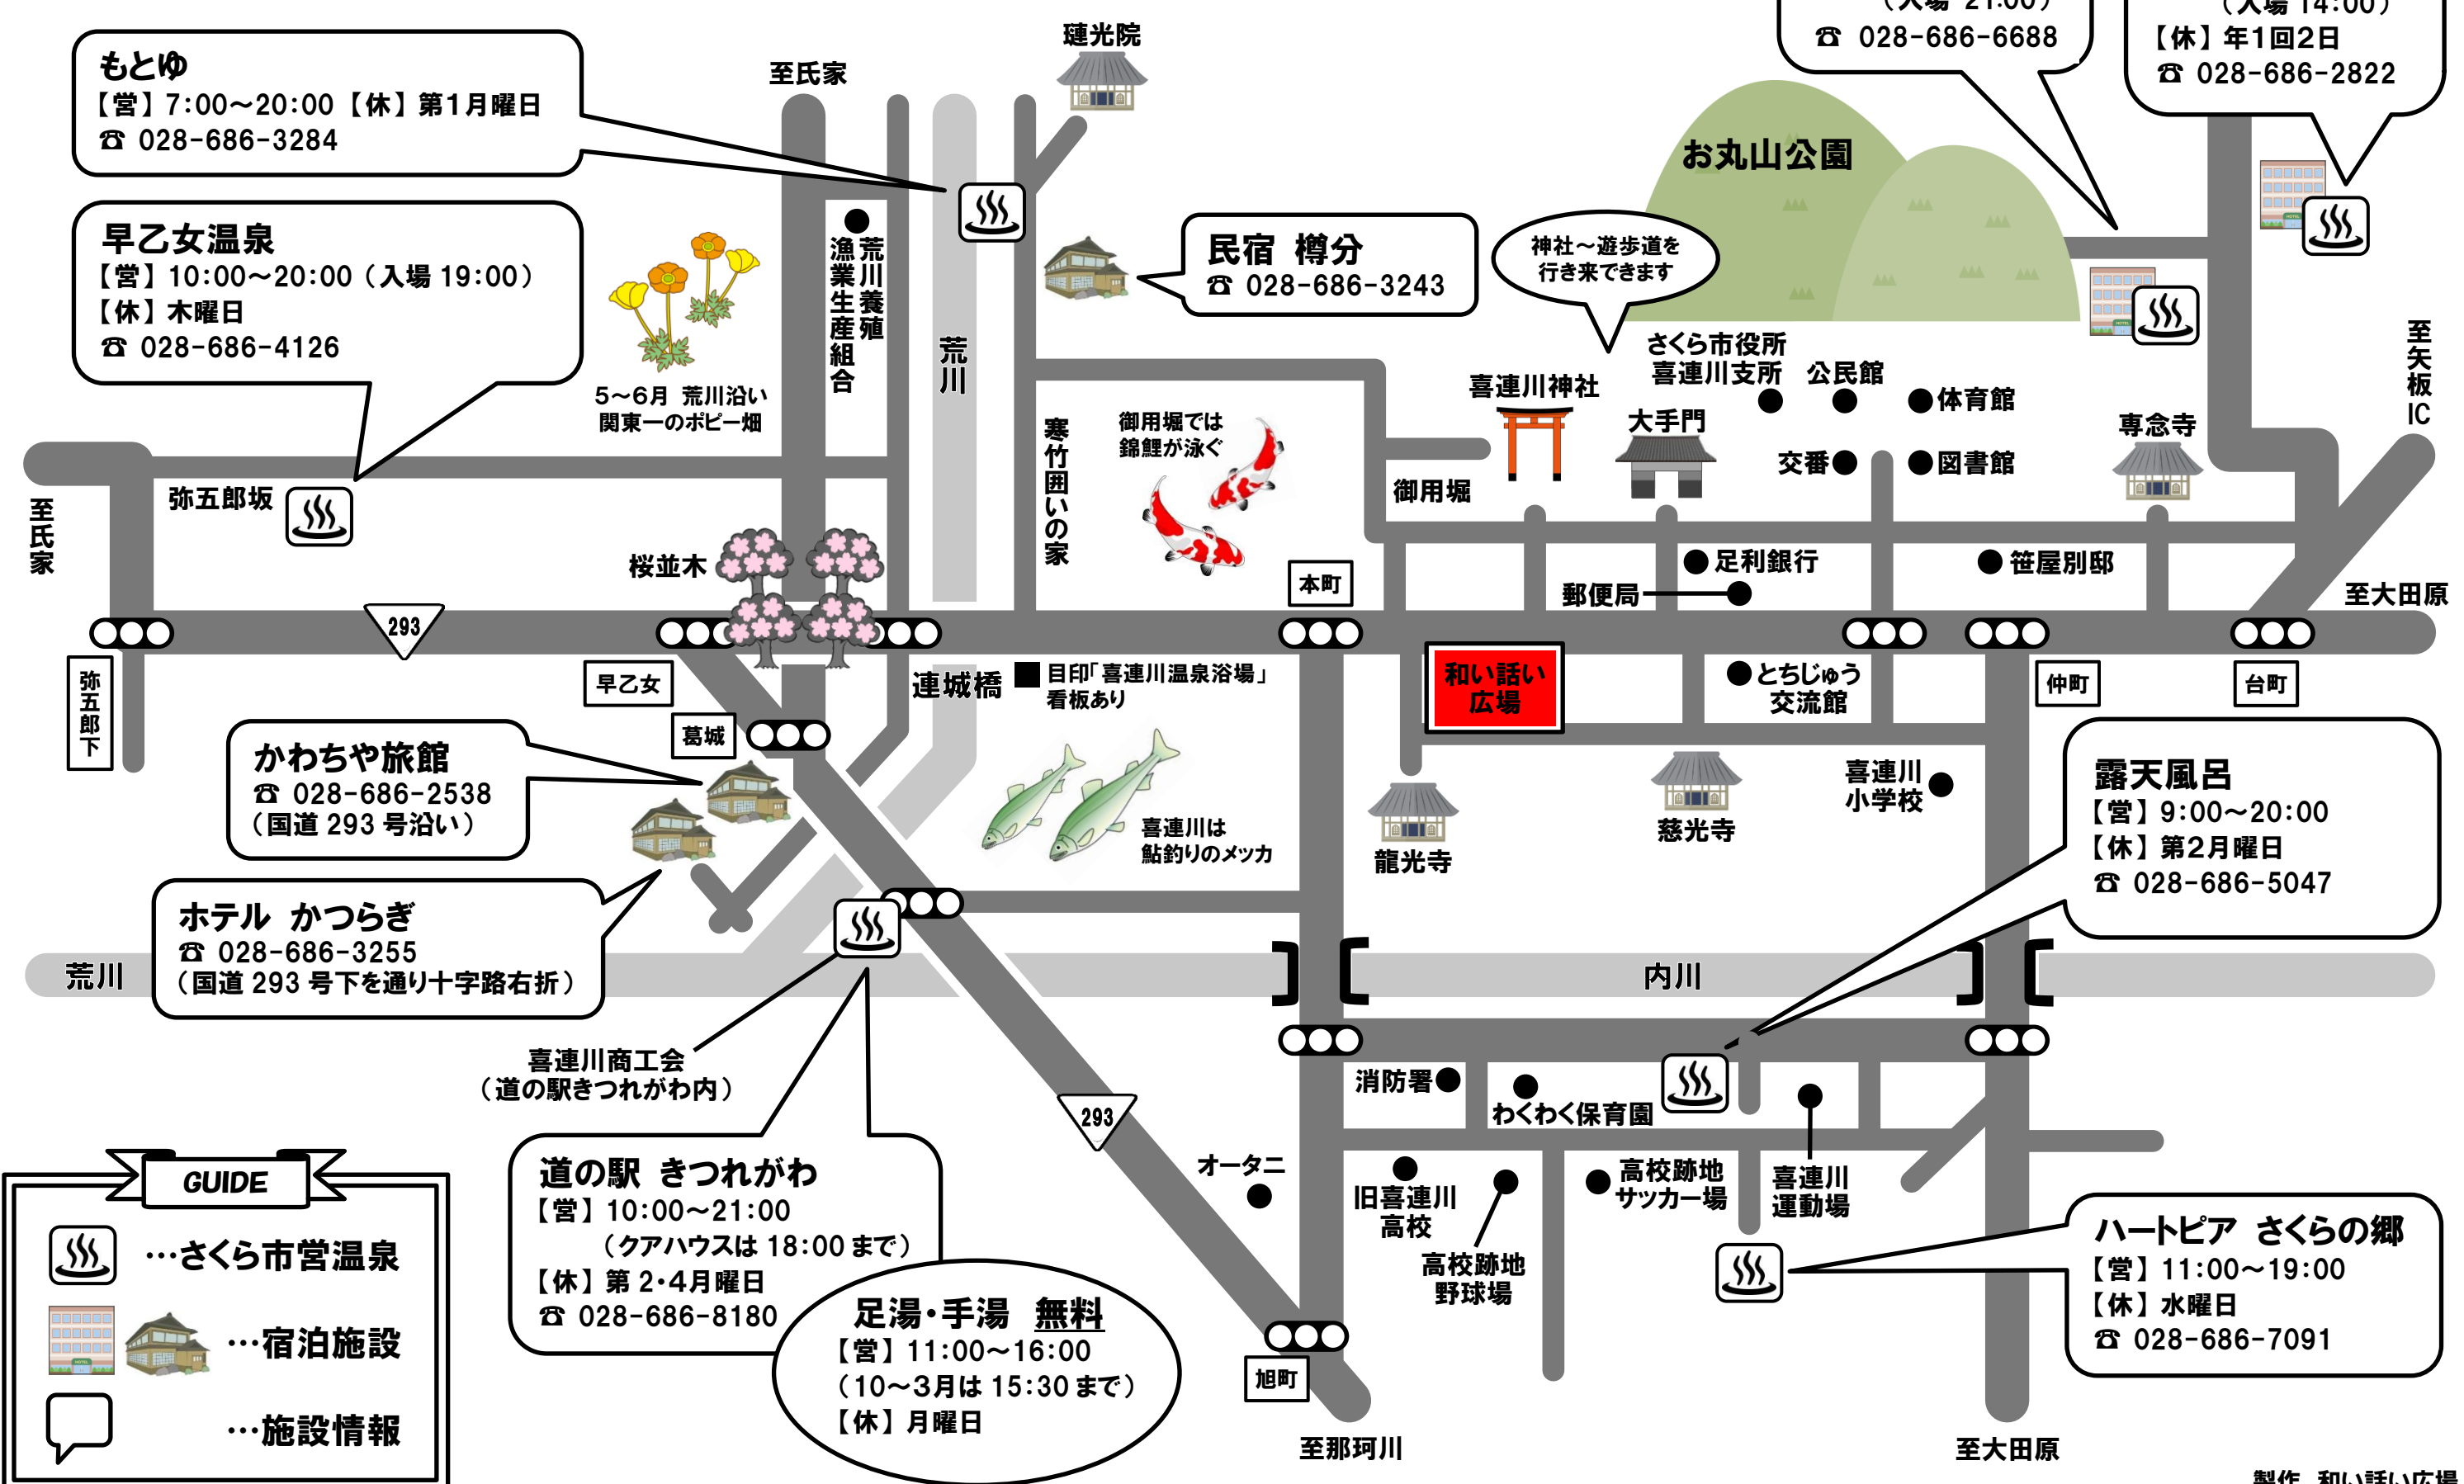 (入場 21:00)
☎ 028-686-6688
(入場 14:00)
【休】年1回2日
☎ 028-686-2822
もとゆ
【営】7:00～20:00【休】第1月曜日
☎ 028-686-3284
早乙女温泉
【営】10:00～20:00(入場 19:00)
【休】木曜日
☎ 028-686-4126
至氏家
璉光院
荒川養殖
漁業生産組合
荒川
5～6月 荒川沿い
関東一のポピー畑
民宿 樽分
☎ 028-686-3243
神社～遊歩道を
行き来できます
お丸山公園
寒竹囲いの家
御用堀では
錦鯉が泳ぐ
御用堀
喜連川神社
大手門
さくら市役所
喜連川支所
公民館
体育館
交番
図書館
専念寺
至矢板IC
至氏家
弥五郎坂
桜並木
本町
足利銀行
郵便局
笹屋別邸
至大田原
293
弥五郎下
早乙女
葛城
連城橋
目印「喜連川温泉浴場」
看板あり
和い話い
広場
とちじゅう
交流館
仲町
台町
かわちや旅館
☎ 028-686-2538
(国道 293 号沿い)
喜連川は
鮎釣りのメッカ
龍光寺
慈光寺
喜連川
小学校
露天風呂
【営】9:00～20:00
【休】第2月曜日
☎ 028-686-5047
ホテル かつらぎ
☎ 028-686-3255
(国道 293 号下を通り十字路右折)
荒川
内川
喜連川商工会
(道の駅きつれがわ内)
消防署
わくわく保育園
293
オータニ
旧喜連川
高校
高校跡地
野球場
高校跡地
サッカー場
喜連川
運動場
道の駅 きつれがわ
【営】10:00～21:00
(クアハウスは 18:00 まで)
【休】第 2・4月曜日
☎ 028-686-8180
足湯・手湯 無料
【営】11:00～16:00
(10～3月は 15:30 まで)
【休】月曜日
ハートピア さくらの郷
【営】11:00～19:00
【休】水曜日
☎ 028-686-7091
旭町
至那珂川
至大田原
GUIDE
…さくら市営温泉
HOTEL
…宿泊施設
…施設情報
製作 和い話い広場